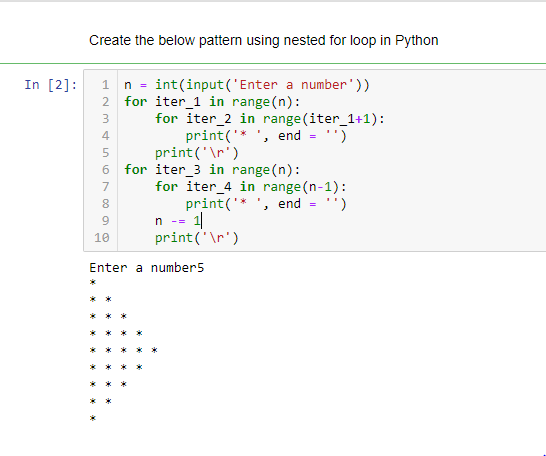 Create the below pattern using nested for loop in Python
In [2]:
1 n = int(input('Enter a number'))
2 for iter_1 in range(n):
3     for iter_2 in range(iter_1+1):
4         print('* ', end = '')
5     print('\r')
6 for iter_3 in range(n):
7     for iter_4 in range(n-1):
8         print('* ', end = '')
9     n -= 1
10     print('\r')
Enter a number5
*
* *
* * *
* * * *
* * * * *
* * * *
* * *
* *
*